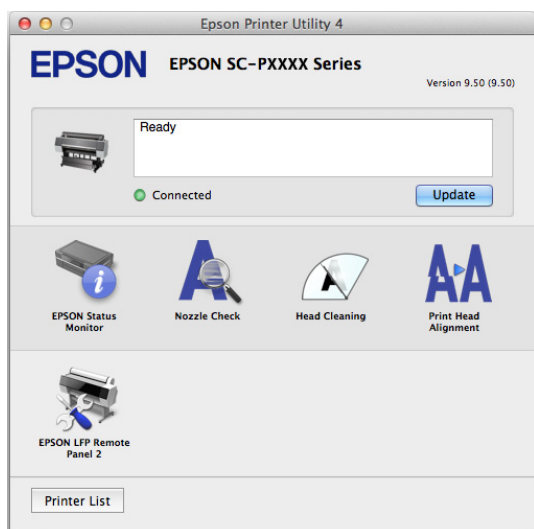 Epson Printer Utility 4
EPSON
EPSON SC-PXXXX Series
Version 9.50 (9.50)
Ready
Connected
Update
EPSON Status
Monitor
Nozzle Check
Head Cleaning
Print Head
Alignment
EPSON LFP Remote
Panel 2
Printer List